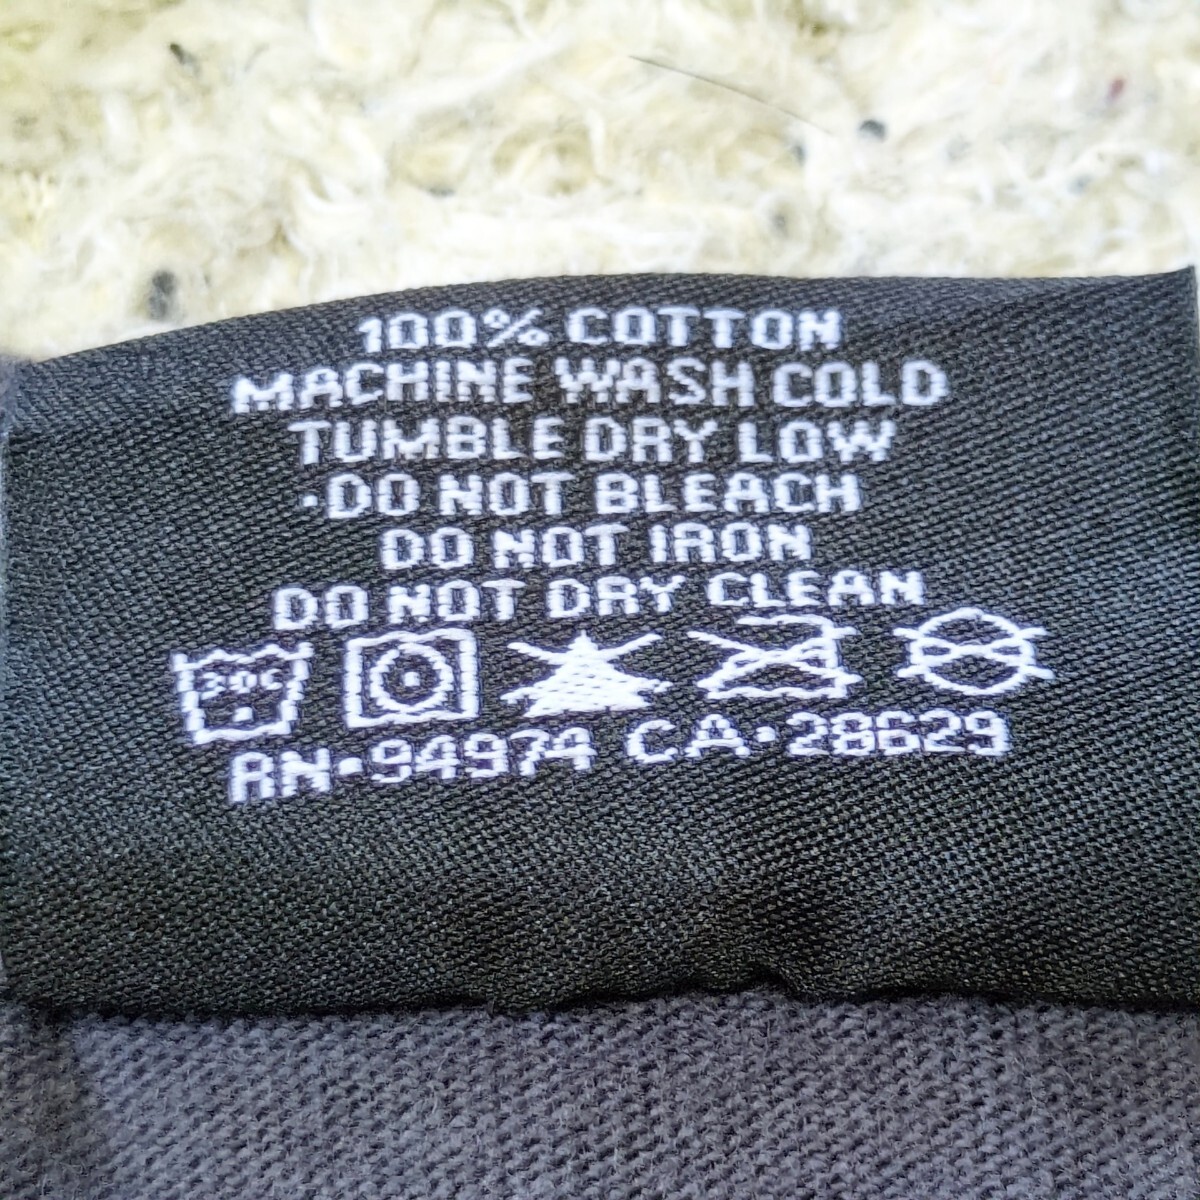 100% COTTON
MACHINE WASH COLD
TUMBLE DRY LOW
·DO NOT BLEACH
DO NOT IRON
DO NOT DRY CLEAN
30C
RN·94974 CA·28629